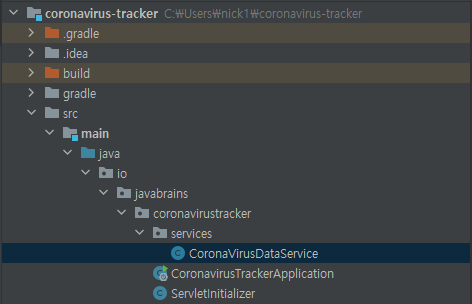 coronavirus-tracker C:₩Users₩nick1₩coronavirus-tracker
.gradle
.idea
build
gradle
src
main
java
io
javabrains
coronavirustracker
services
C CoronaVirusDataService
CoronavirusTrackerApplication
C ServletInitializer